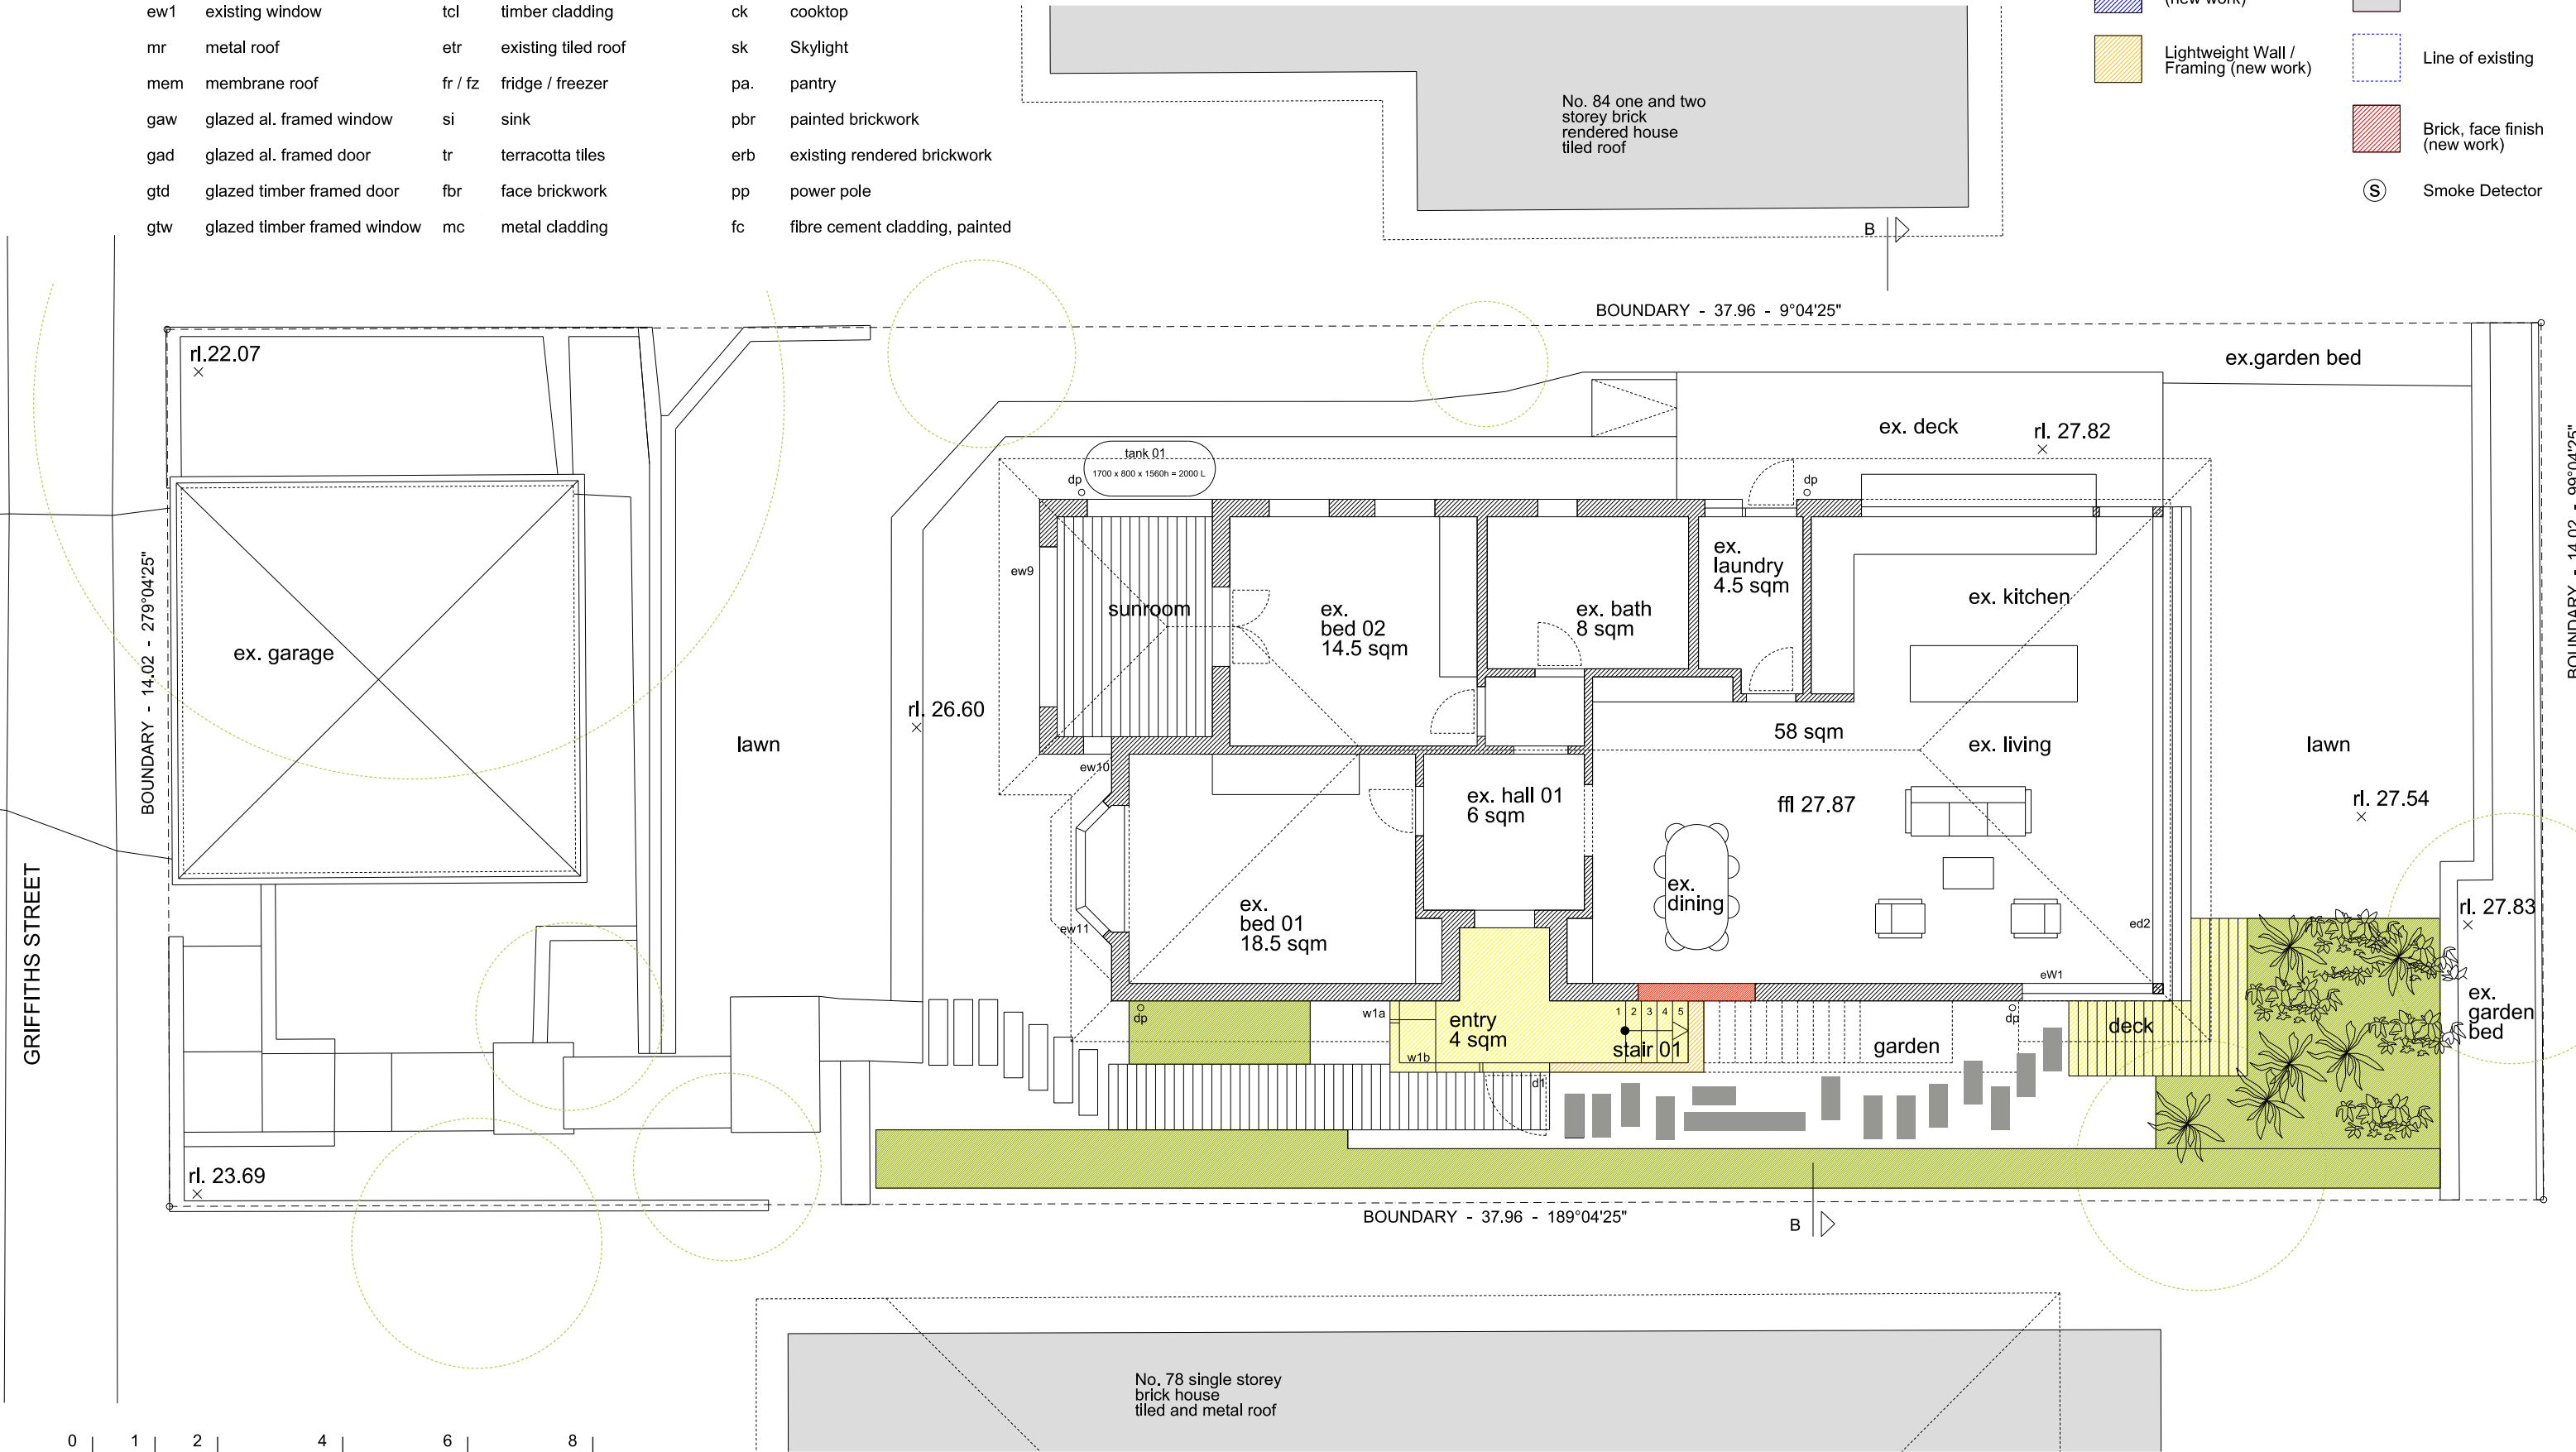 ew1 existing window tcl timber cladding ck cooktop
mr metal roof etr existing tiled roof sk Skylight
mem membrane roof fr / fz fridge / freezer pa. pantry
gaw glazed al. framed window si sink pbr painted brickwork
gad glazed al. framed door tr terracotta tiles erb existing rendered brickwork
gtd glazed timber framed door fbr face brickwork pp power pole
gtw glazed timber framed window mc metal cladding fc fibre cement cladding, painted
(new work)
Lightweight Wall /
Framing (new work)
Line of existing
Brick, face finish
(new work)
S Smoke Detector
No. 84 one and two
storey brick
rendered house
tiled roof
B
BOUNDARY - 37.96 - 9°04'25"
rl.22.07
ex.garden bed
ex. deck
rl. 27.82
BOUNDARY - 14.02 - 99°04'25"
tank 01
1700 x 800 x 1560h = 2000 L
dp
dp
ew9
sunroom
ex.
bed 02
14.5 sqm
ex. bath
8 sqm
ex.
laundry
4.5 sqm
ex. kitchen
BOUNDARY - 14.02 - 279°04'25"
ex. garage
rl. 26.60
lawn
58 sqm
ex. living
lawn
ew10
ex. hall 01
6 sqm
ffl 27.87
rl. 27.54
ex.
dining
ex.
bed 01
18.5 sqm
ew11
ed2
rl. 27.83
eW1
GRIFFITHS STREET
dp
w1a
entry
4 sqm
w1b
1 2 3 4 5
stair 01
d1
garden
dp
deck
ex.
garden
bed
rl. 23.69
BOUNDARY - 37.96 - 189°04'25"
B
No. 78 single storey
brick house
tiled and metal roof
0 1 2 4 6 8